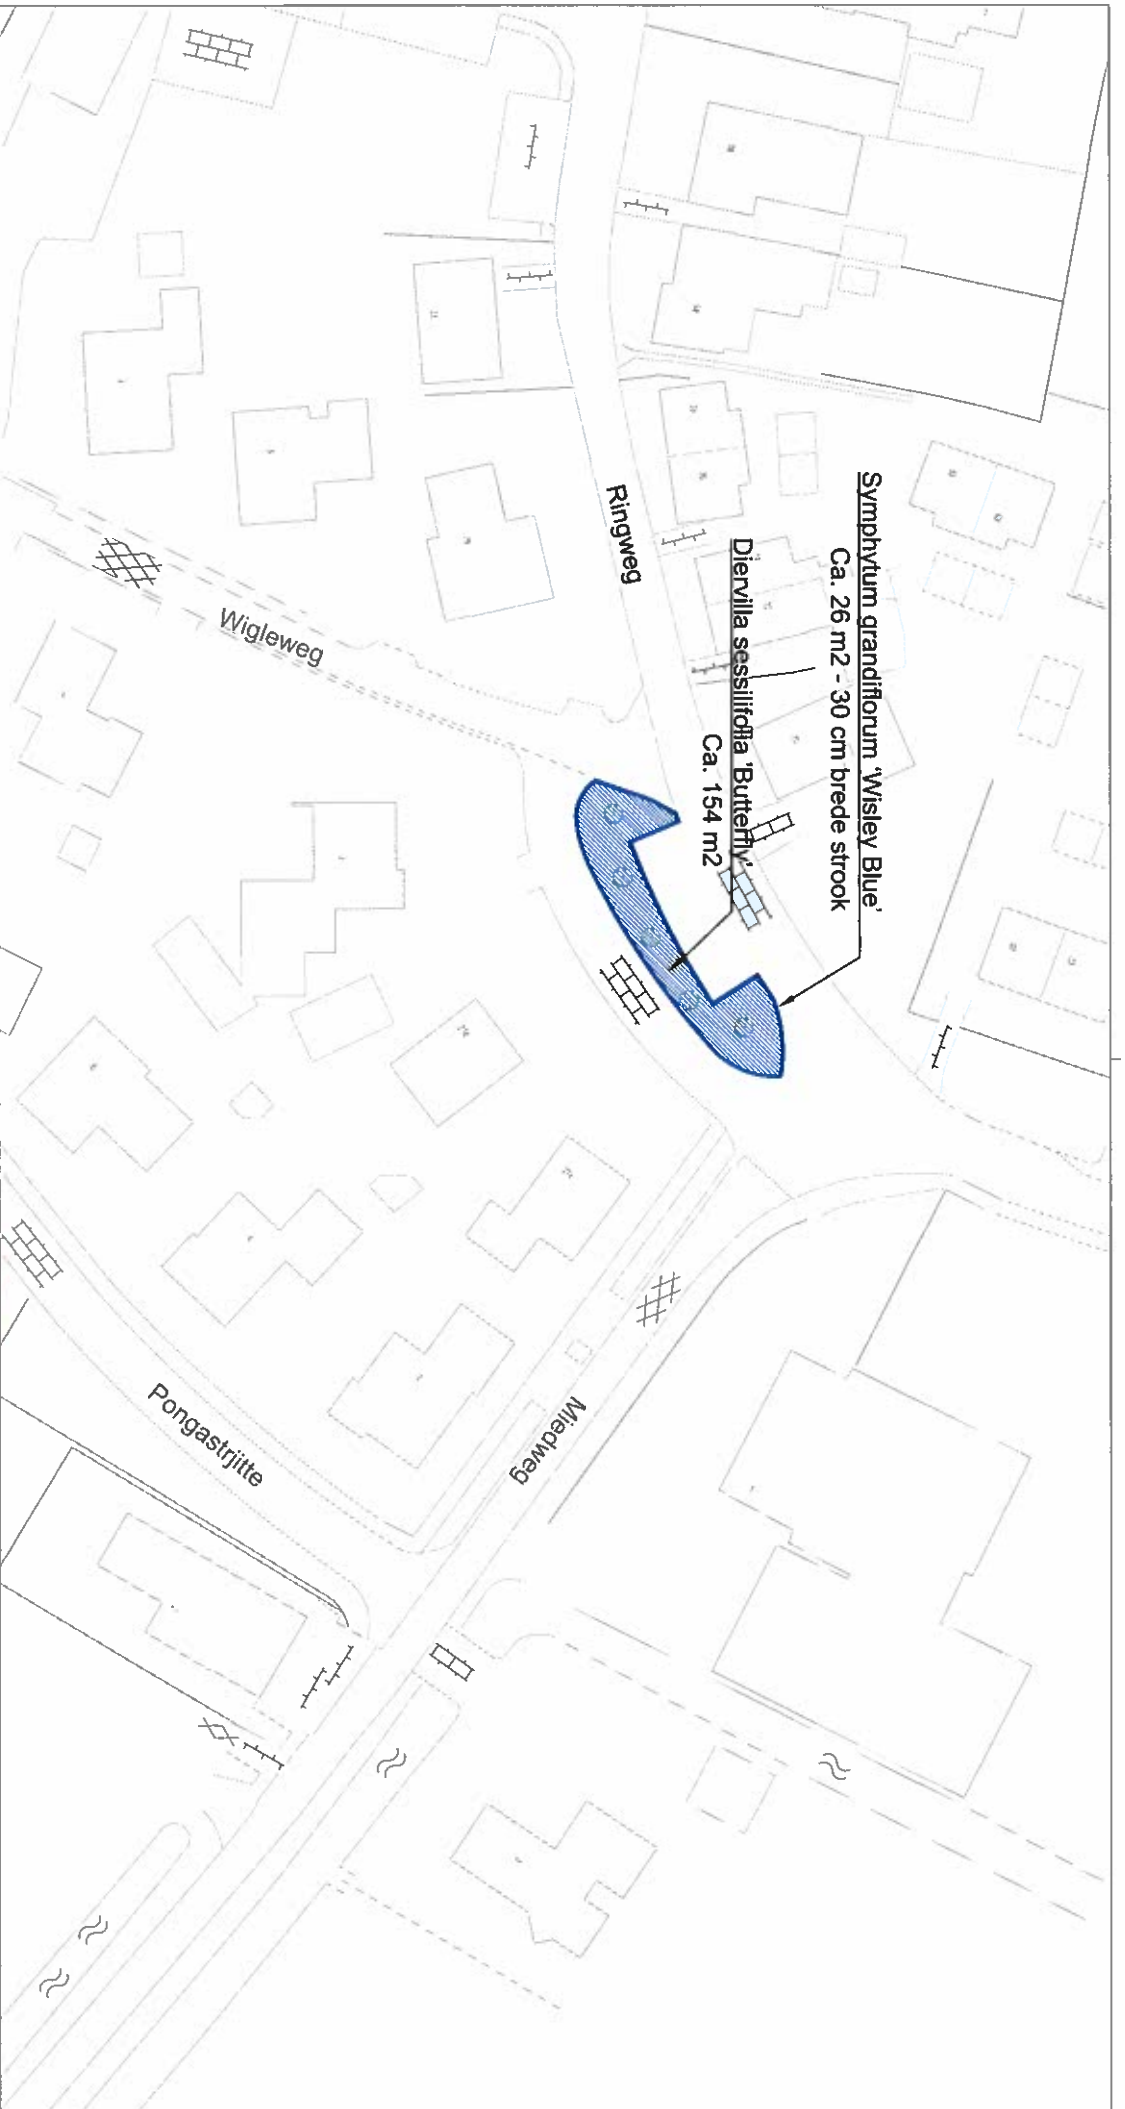 Symphytum grandiflorum 'Wisley Blue'
Ca. 26 m2 - 30 cm brede strook
Diervilla sessilifolia 'Butterfly'
Ca. 154 m2
Ringweg
Wigleweg
Miedweg
Pongastrjitte